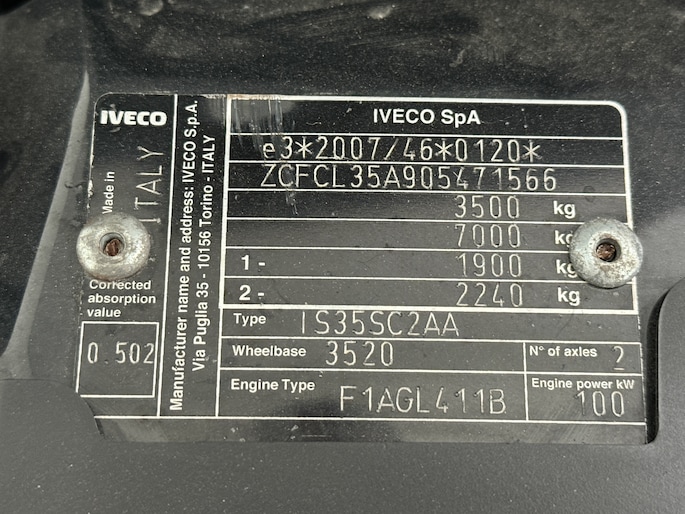 IVECO
Made in
ITALY
Corrected
absorption
value
0.502
Manufacturer name and address: IVECO S.p.A.
Via Puglia 35 - 10156 Torino - ITALY
IVECO SpA
e3*2007/46*0120*
ZCFCL35A905471566
3500 kg
7000 kg
1 - 1900 kg
2 - 2240 kg
Type IS35SC2AA
Wheelbase 3520 N° of axles 2
Engine Type F1AGL411B Engine power kW 100